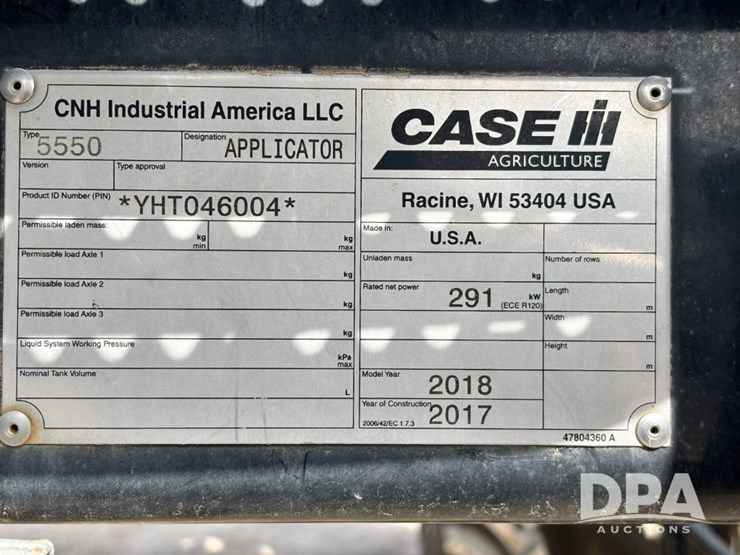 CNH Industrial America LLC
Type 5550
Designation APPLICATOR
Version
Type approval
Product ID Number (PIN) *YHT046004*
Permissible laden mass:
kg min
kg max
Permissible load Axle 1
kg
Permissible load Axle 2
kg
Permissible load Axle 3
kg
Liquid System Working Pressure
kPa max
Nominal Tank Volume
L
CASE IH
AGRICULTURE
Racine, WI 53404 USA
Made in:
U.S.A.
Unladen mass
kg
Number of rows
Rated net power 291 kW
(ECE R120)
Length
m
Width
m
Height
m
Model Year 2018
Year of Construction 2017
2006/42/EC 1.7.3
47804360 A
DPA
AUCTIONS